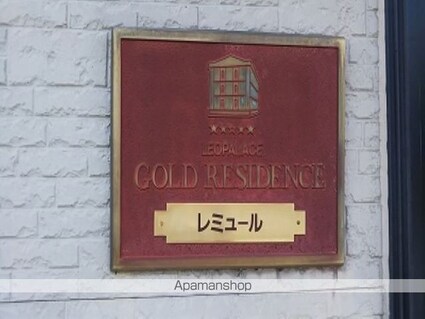 ★★★★★
LEOPALACE
GOLD RESIDENCE
レミュール
Apamanshop